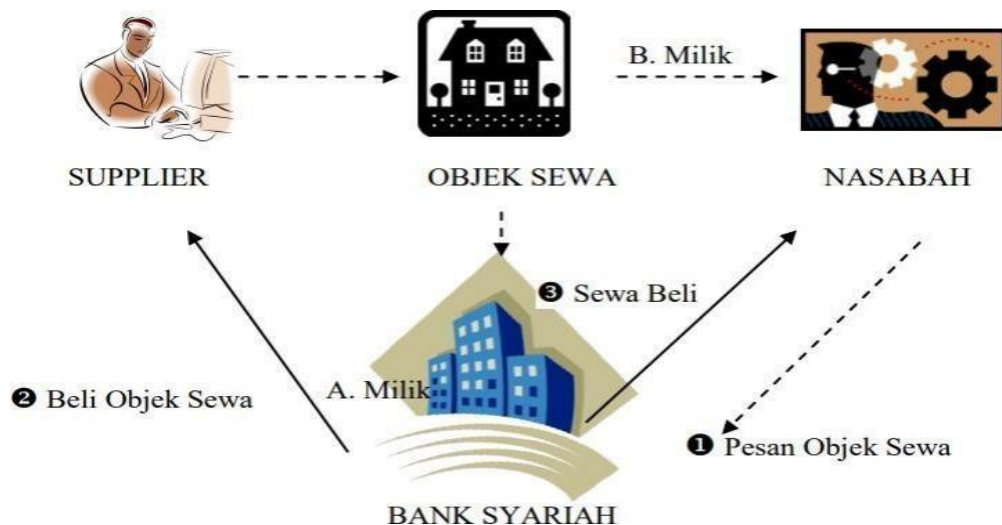 B. Milik
SUPPLIER
OBJEK SEWA
NASABAH
❸ Sewa Beli
A. Milik
❷ Beli Objek Sewa
❶ Pesan Objek Sewa
BANK SYARIAH